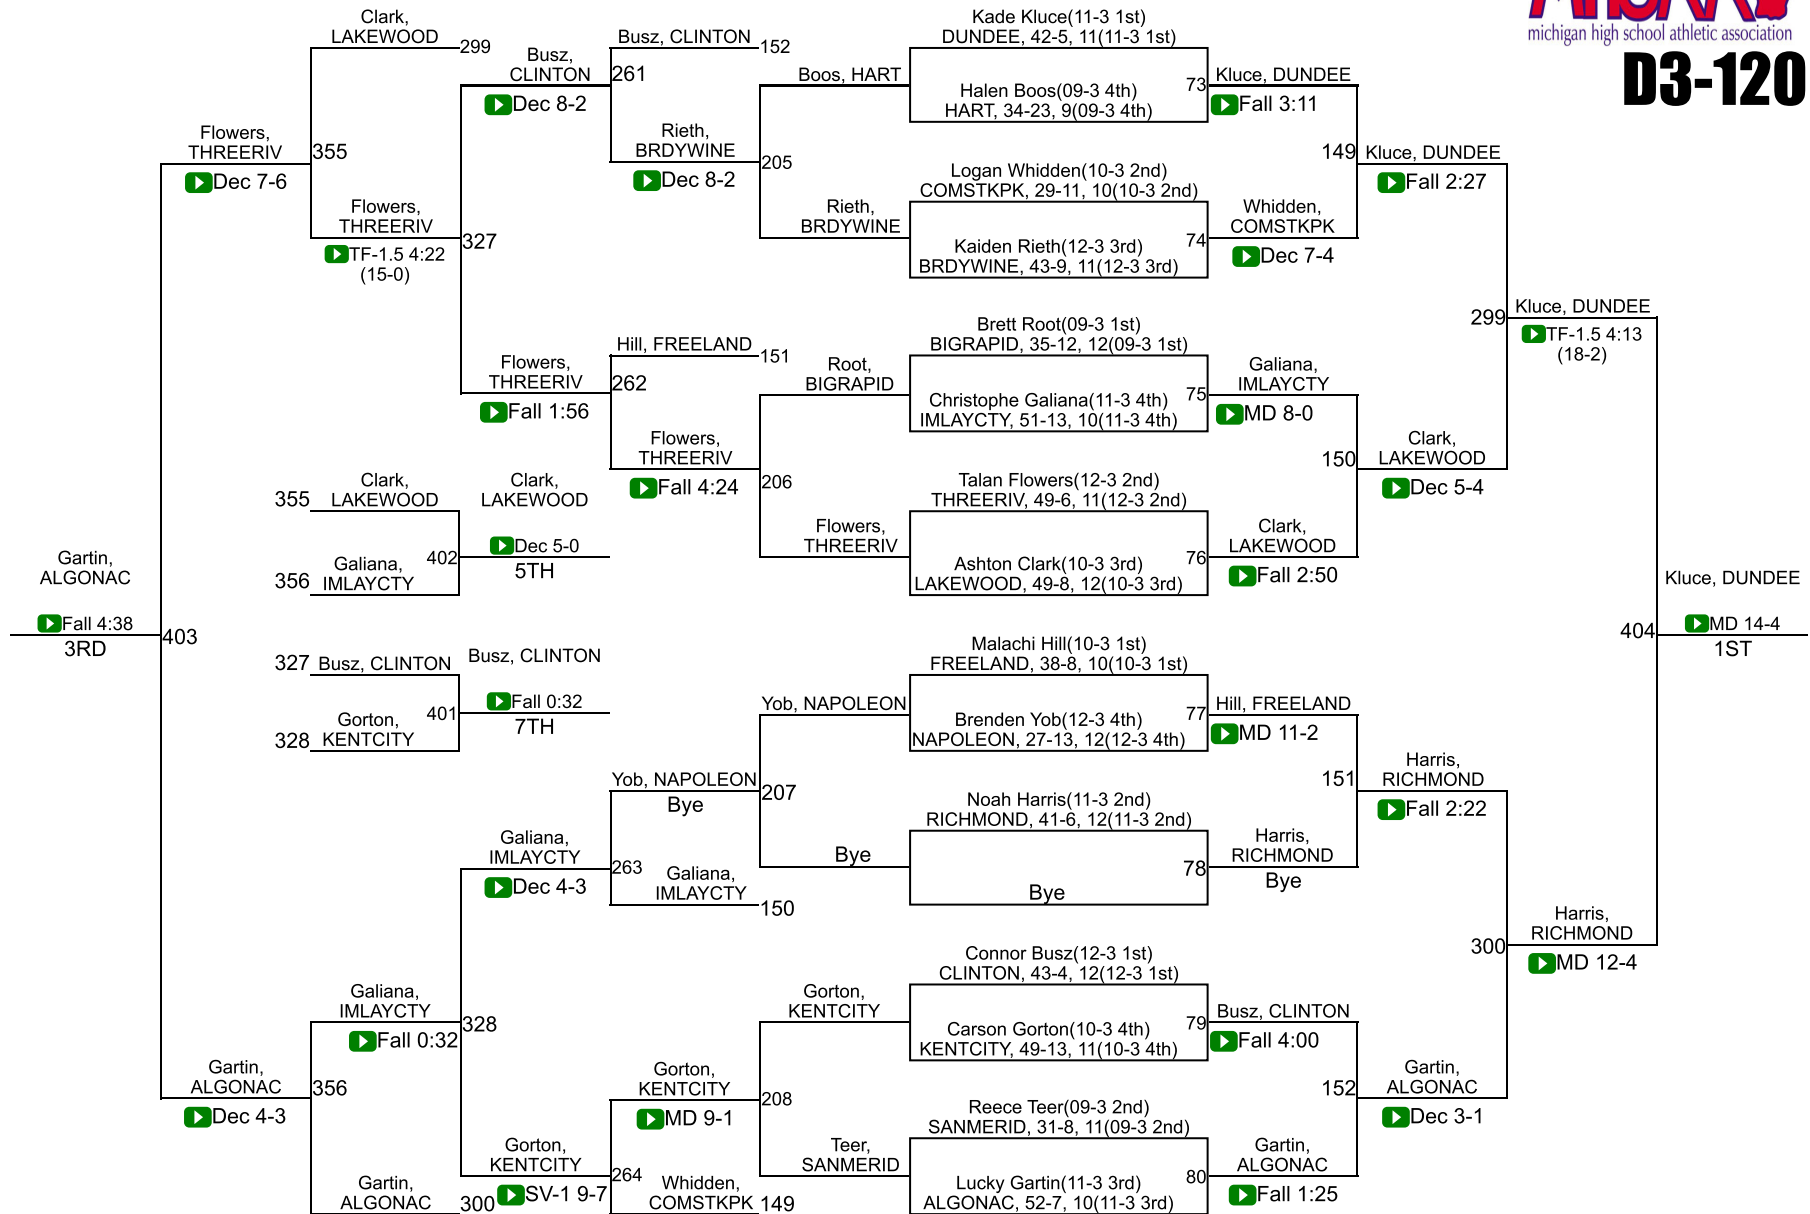 michigan high school athletic association
D3-120
Clark,
LAKEWOOD
299
Flowers,
THREERIV
Dec 7-6
355
Flowers,
THREERIV
TF-1.5 4:22
(15-0)
Busz,
CLINTON
Dec 8-2
327
Flowers,
THREERIV
Fall 1:56
Busz, CLINTON
152
261
Rieth,
BRDYWINE
Dec 8-2
Hill, FREELAND
151
262
Flowers,
THREERIV
Fall 4:24
Boos, HART
205
Rieth,
BRDYWINE
Root,
BIGRAPID
206
Flowers,
THREERIV
Kade Kluce(11-3 1st)
DUNDEE, 42-5, 11(11-3 1st)
Halen Boos(09-3 4th)
HART, 34-23, 9(09-3 4th)
73
Kluce, DUNDEE
Fall 3:11
Logan Whidden(10-3 2nd)
COMSTKPK, 29-11, 10(10-3 2nd)
Kaiden Rieth(12-3 3rd)
BRDYWINE, 43-9, 11(12-3 3rd)
74
Whidden,
COMSTKPK
Dec 7-4
149
Kluce, DUNDEE
Fall 2:27
Brett Root(09-3 1st)
BIGRAPID, 35-12, 12(09-3 1st)
Christophe Galiana(11-3 4th)
IMLAYCTY, 51-13, 10(11-3 4th)
75
Galiana,
IMLAYCTY
MD 8-0
Talan Flowers(12-3 2nd)
THREERIV, 49-6, 11(12-3 2nd)
Ashton Clark(10-3 3rd)
LAKEWOOD, 49-8, 12(10-3 3rd)
76
Clark,
LAKEWOOD
Fall 2:50
150
Clark,
LAKEWOOD
Dec 5-4
299
Kluce, DUNDEE
TF-1.5 4:13
(18-2)
355
Clark,
LAKEWOOD
356
Galiana,
IMLAYCTY
402
Clark,
LAKEWOOD
Dec 5-0
5TH
Gartin,
ALGONAC
Fall 4:38
3RD
403
327
Busz, CLINTON
328
Gorton,
KENTCITY
401
Busz, CLINTON
Fall 0:32
7TH
404
Kluce, DUNDEE
MD 14-4
1ST
Malachi Hill(10-3 1st)
FREELAND, 38-8, 10(10-3 1st)
Brenden Yob(12-3 4th)
NAPOLEON, 27-13, 12(12-3 4th)
77
Hill, FREELAND
MD 11-2
Noah Harris(11-3 2nd)
RICHMOND, 41-6, 12(11-3 2nd)
Bye
78
Harris,
RICHMOND
Bye
151
Harris,
RICHMOND
Fall 2:22
Yob, NAPOLEON
207
Bye
Yob, NAPOLEON
Bye
263
Galiana,
IMLAYCTY
150
Galiana,
IMLAYCTY
Dec 4-3
328
Galiana,
IMLAYCTY
Fall 0:32
356
Gartin,
ALGONAC
Dec 4-3
Gartin,
ALGONAC
300
Gorton,
KENTCITY
SV-1 9-7
264
Gorton,
KENTCITY
MD 9-1
Whidden,
COMSTKPK
149
Gorton,
KENTCITY
208
Teer,
SANMERID
Connor Busz(12-3 1st)
CLINTON, 43-4, 12(12-3 1st)
Carson Gorton(10-3 4th)
KENTCITY, 49-13, 11(10-3 4th)
79
Busz, CLINTON
Fall 4:00
Reece Teer(09-3 2nd)
SANMERID, 31-8, 11(09-3 2nd)
Lucky Gartin(11-3 3rd)
ALGONAC, 52-7, 10(11-3 3rd)
80
Gartin,
ALGONAC
Fall 1:25
152
Gartin,
ALGONAC
Dec 3-1
300
Harris,
RICHMOND
MD 12-4